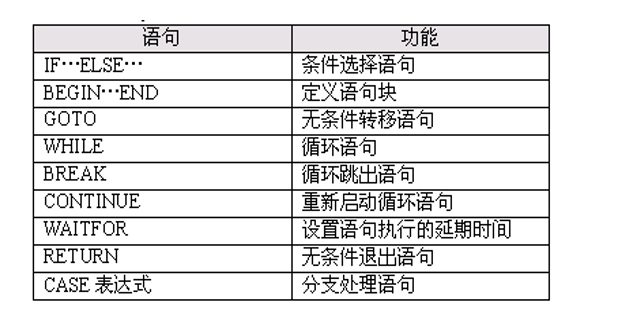 语句 功能
IF…ELSE… 条件选择语句
BEGIN…END 定义语句块
GOTO 无条件转移语句
WHILE 循环语句
BREAK 循环跳出语句
CONTINUE 重新启动循环语句
WAITFOR 设置语句执行的延期时间
RETURN 无条件退出语句
CASE 表达式 分支处理语句